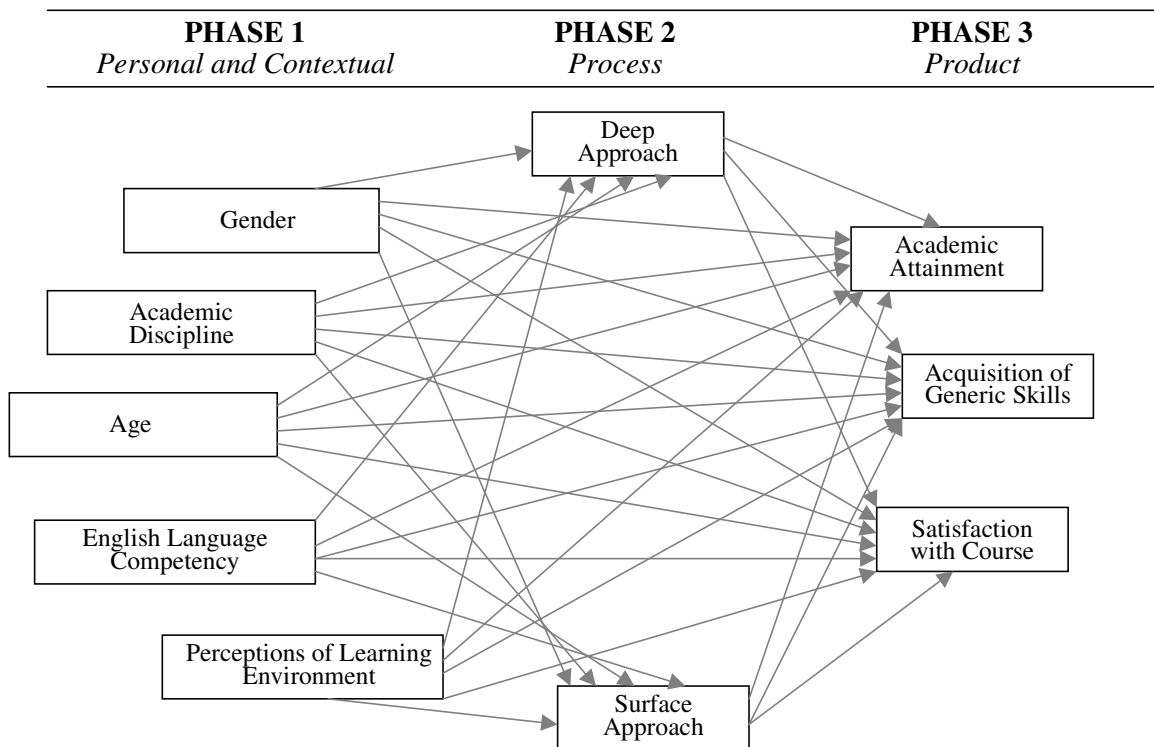 PHASE 1
PHASE 2
PHASE 3
Personal and Contextual
Process
Product
Deep
Approach
Gender
Academic
Attainment
Academic
Discipline
Acquisition of
Generic Skills
Age
English Language
Competency
Satisfaction
with Course
Perceptions of Learning
Environment
Surface
Approach